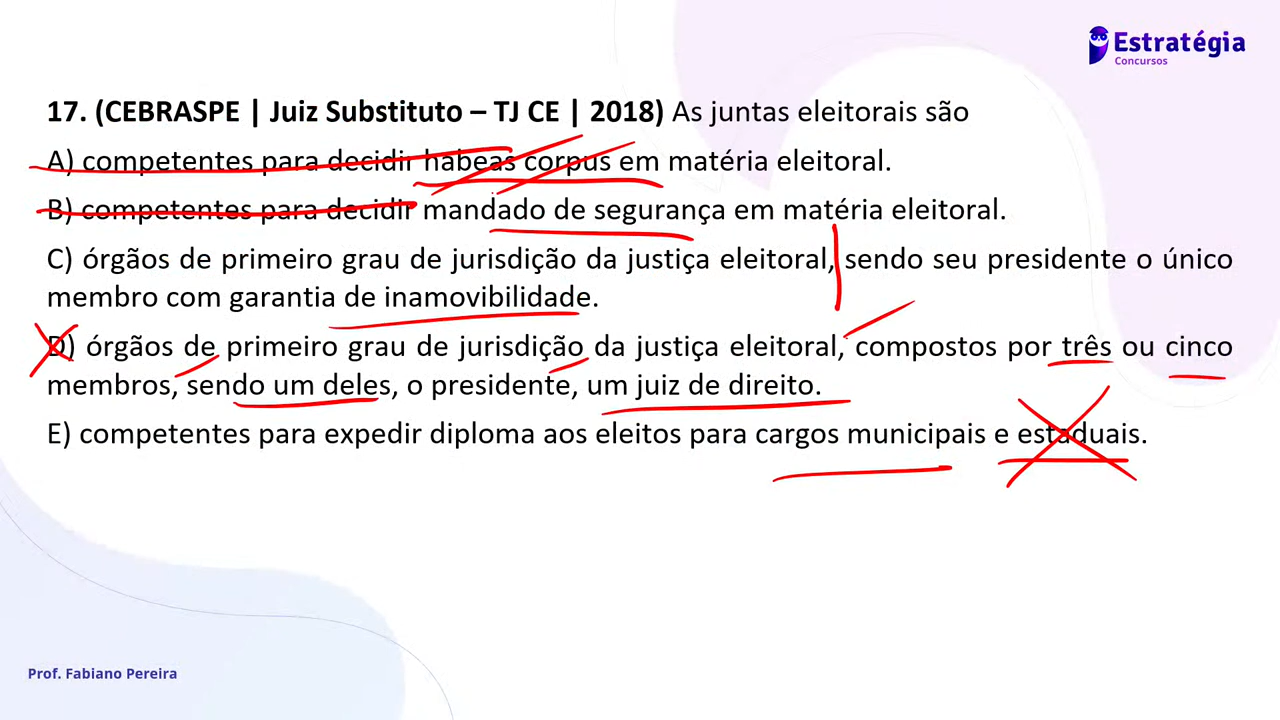 Estratégia
Concursos
17. (CEBRASPE | Juiz Substituto – TJ CE | 2018) As juntas eleitorais são
A) competentes para decidir habeas corpus em matéria eleitoral.
B) competentes para decidir mandado de segurança em matéria eleitoral.
C) órgãos de primeiro grau de jurisdição da justiça eleitoral, sendo seu presidente o único
membro com garantia de inamovibilidade.
D) órgãos de primeiro grau de jurisdição da justiça eleitoral, compostos por três ou cinco
membros, sendo um deles, o presidente, um juiz de direito.
E) competentes para expedir diploma aos eleitos para cargos municipais e estaduais.
Prof. Fabiano Pereira